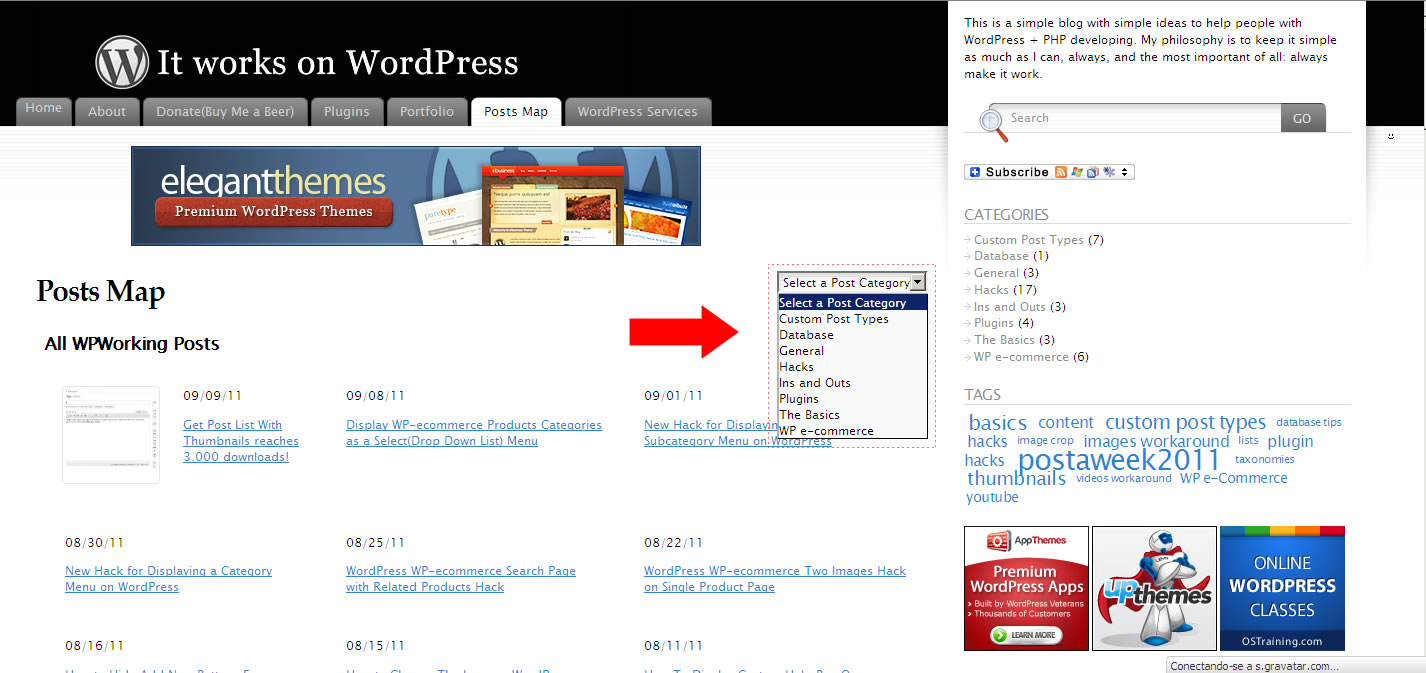 It works on WordPress
Home
About
Donate(Buy Me a Beer)
Plugins
Portfolio
Posts Map
WordPress Services
elegantthemes
Premium WordPress Themes
Posts Map
All WPWorking Posts
Select a Post Category
Select a Post Category
Custom Post Types
Database
General
Hacks
Ins and Outs
Plugins
The Basics
WP e-commerce
09/09/11
Get Post List With
Thumbnails reaches
3.000 downloads!
09/08/11
Display WP-ecommerce Products Categories
as a Select(Drop Down List) Menu
09/01/11
New Hack for Displaying
Subcategory Menu on WordPress
08/30/11
New Hack for Displaying a Category
Menu on WordPress
08/25/11
WordPress WP-ecommerce Search Page
with Related Products Hack
08/22/11
WordPress WP-ecommerce Two Images Hack
on Single Product Page
08/16/11
08/15/11
08/11/11
This is a simple blog with simple ideas to help people with
WordPress + PHP developing. My philosophy is to keep it simple
as much as I can, always, and the most important of all: always
make it work.
Search
GO
Subscribe
CATEGORIES
Custom Post Types (7)
Database (1)
General (3)
Hacks (17)
Ins and Outs (3)
Plugins (4)
The Basics (3)
WP e-commerce (6)
TAGS
basics content custom post types database tips
hacks image crop images workaround lists plugin
hacks postaweek2011 taxonomies
thumbnails videos workaround WP e-Commerce
youtube
AppThemes
Premium
WordPress Apps
› Built by WordPress Veterans
› Thousands of Customers
LEARN MORE
upthemes
ONLINE
WORDPRESS
CLASSES
OSTraining.com
Conectando-se a s.gravatar.com...